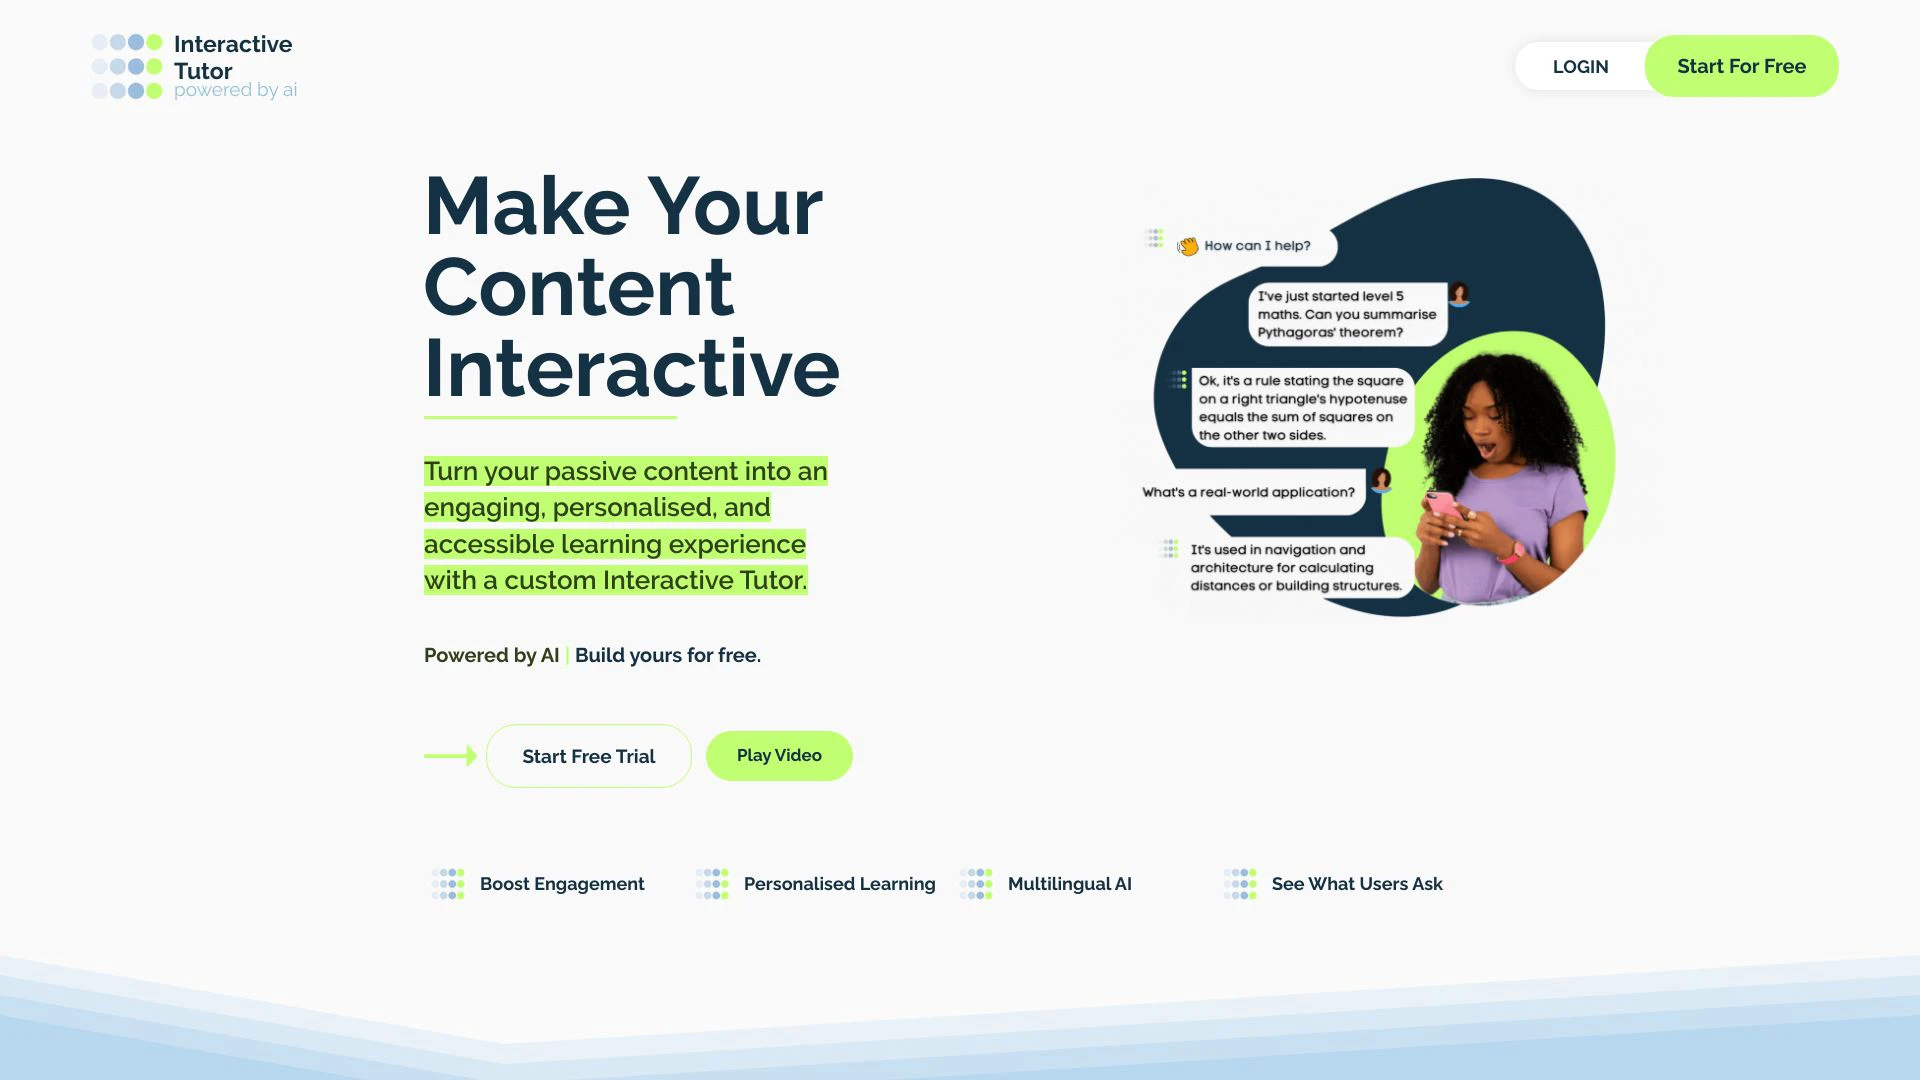 Interactive
Tutor
powered by ai
LOGIN
Start For Free
Make Your
Content
Interactive
Turn your passive content into an
engaging, personalised, and
accessible learning experience
with a custom Interactive Tutor.
Powered by AI | Build yours for free.
Start Free Trial
Play Video
How can I help?
I've just started level 5
maths. Can you summarise
Pythagoras' theorem?
Ok, it's a rule stating the square
on a right triangle's hypotenuse
equals the sum of squares on
the other two sides.
What's a real-world application?
It's used in navigation and
architecture for calculating
distances or building structures.
Boost Engagement
Personalised Learning
Multilingual AI
See What Users Ask